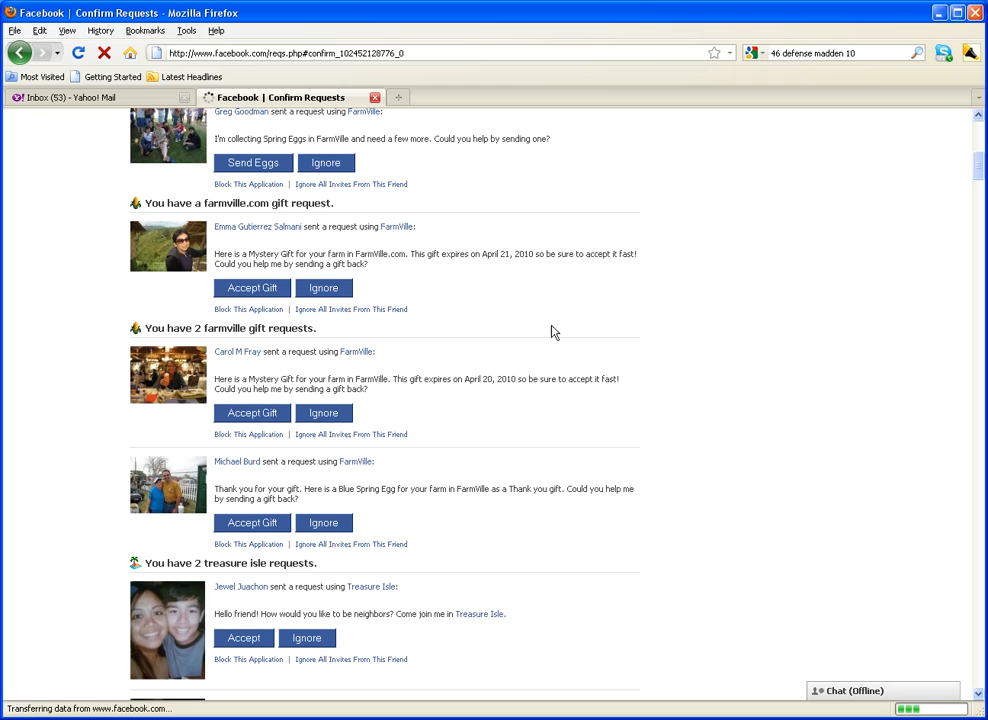 Facebook | Confirm Requests - Mozilla Firefox
File Edit View History Bookmarks Tools Help
http://www.facebook.com/reqs.php#confirm_102452128776_0
46 defense madden 10
Most Visited Getting Started Latest Headlines
Y! Inbox (53) - Yahoo! Mail
Facebook | Confirm Requests
Greg Goodman sent a request using FarmVille:
I'm collecting Spring Eggs in FarmVille and need a few more. Could you help by sending one?
Send Eggs Ignore
Block This Application | Ignore All Invites From This Friend
You have a farmville.com gift request.
Emma Gutierrez Salmani sent a request using FarmVille:
Here is a Mystery Gift for your farm in FarmVille.com. This gift expires on April 21, 2010 so be sure to accept it fast!
Could you help me by sending a gift back?
Accept Gift Ignore
Block This Application | Ignore All Invites From This Friend
You have 2 farmville gift requests.
Carol M Fray sent a request using FarmVille:
Here is a Mystery Gift for your farm in FarmVille. This gift expires on April 20, 2010 so be sure to accept it fast!
Could you help me by sending a gift back?
Accept Gift Ignore
Block This Application | Ignore All Invites From This Friend
Michael Burd sent a request using FarmVille:
Thank you for your gift. Here is a Blue Spring Egg for your farm in FarmVille as a Thank you gift. Could you help me
by sending a gift back?
Accept Gift Ignore
Block This Application | Ignore All Invites From This Friend
You have 2 treasure isle requests.
Jewel Juachon sent a request using Treasure Isle:
Hello friend! How would you like to be neighbors? Come join me in Treasure Isle.
Accept Ignore
Block This Application | Ignore All Invites From This Friend
Chat (Offline)
Transferring data from www.facebook.com...